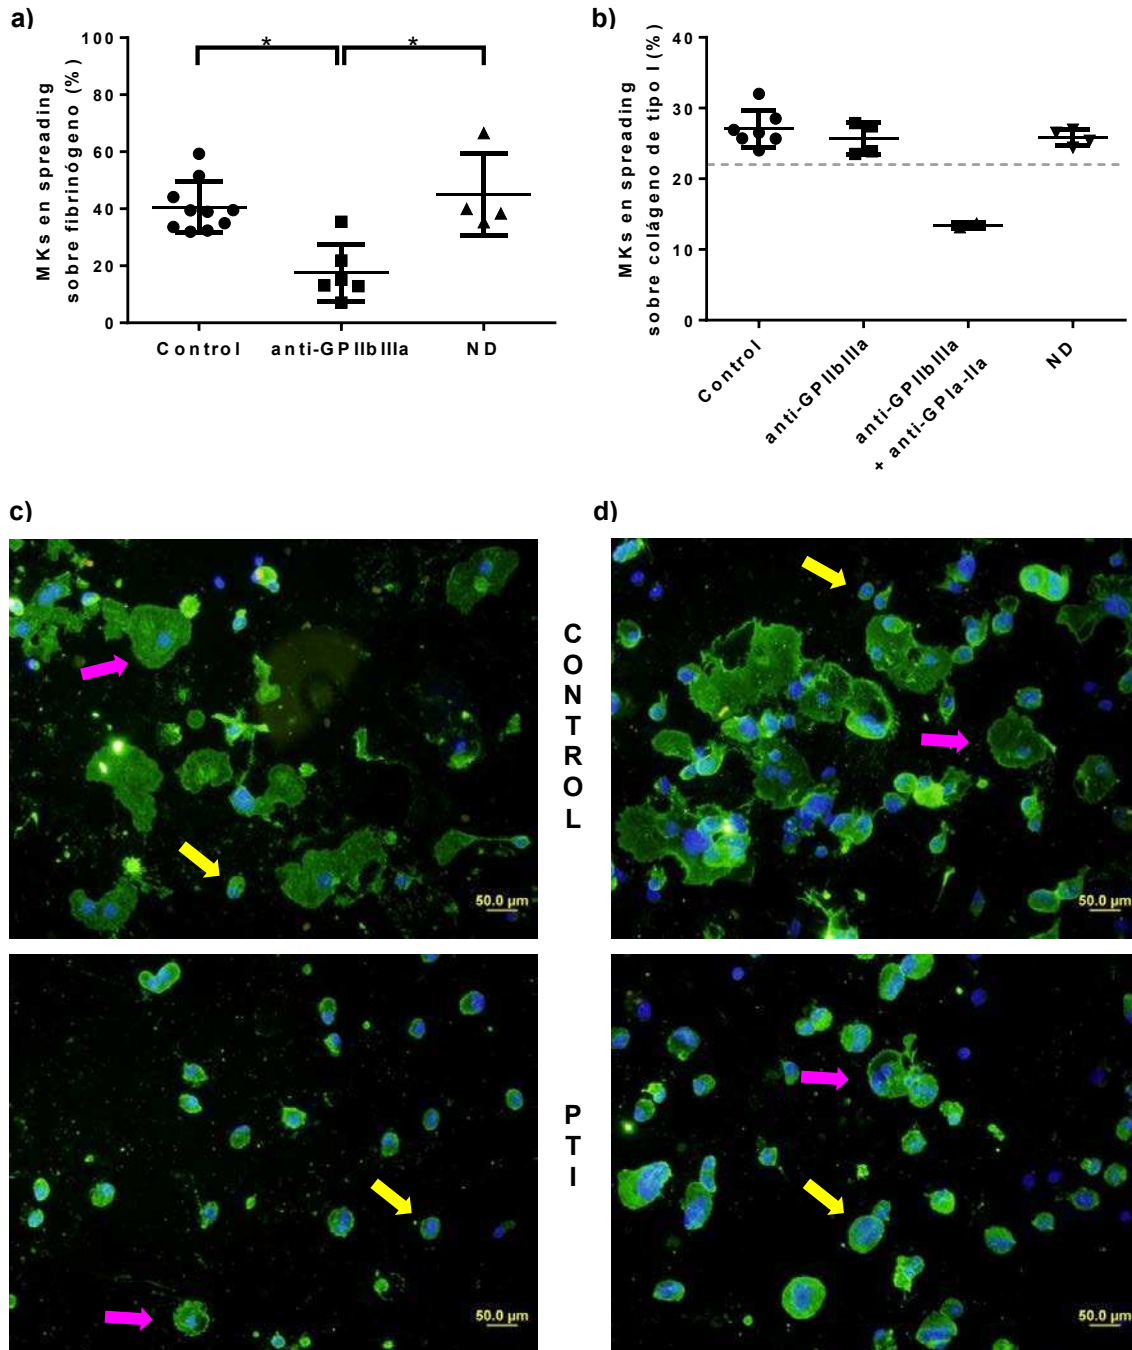 a)
MKs en spreading
sobre fibrinógeno (%)
100
80
60
40
20
0
*
*
Control
anti-GPIIbIIIa
ND
b)
MKs en spreading
sobre colágeno de tipo I (%)
40
30
20
10
0
Control
anti-GPIIbIIIa
anti-GPIIbIIIa
+ anti-GPIa-IIa
ND
c)
d)
CONTROL
50.0 µm
50.0 µm
PTI
50.0 µm
50.0 µm